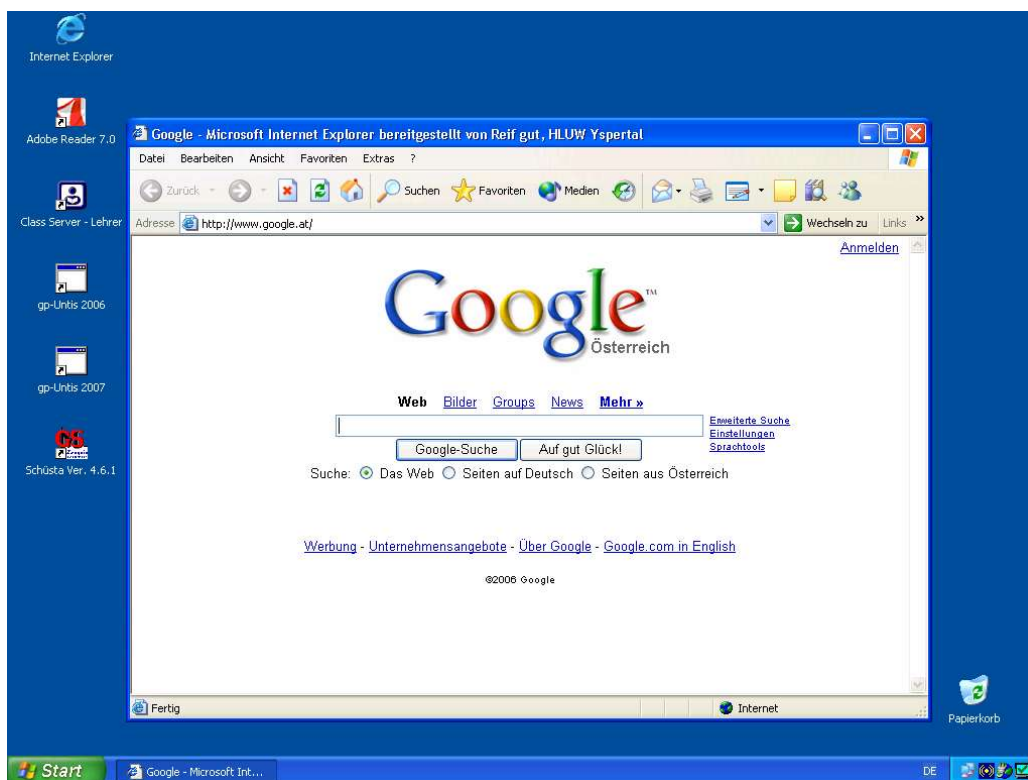 Internet Explorer
Adobe Reader 7.0
Class Server - Lehrer
gp-Untis 2006
gp-Untis 2007
GS
Schüsta Ver. 4.6.1
Google - Microsoft Internet Explorer bereitgestellt von Reif gut, HLUW Yspertal
Datei Bearbeiten Ansicht Favoriten Extras ?
Zurück Suchen Favoriten Medien
Adresse http://www.google.at/ Wechseln zu Links »
Anmelden
Google™
Österreich
Web Bilder Groups News Mehr »
Erweiterte Suche
Einstellungen
Sprachtools
Google-Suche Auf gut Glück!
Suche: Das Web Seiten auf Deutsch Seiten aus Österreich
Werbung - Unternehmensangebote - Über Google - Google.com in English
©2006 Google
Fertig Internet
Papierkorb
Start Google - Microsoft Int... DE